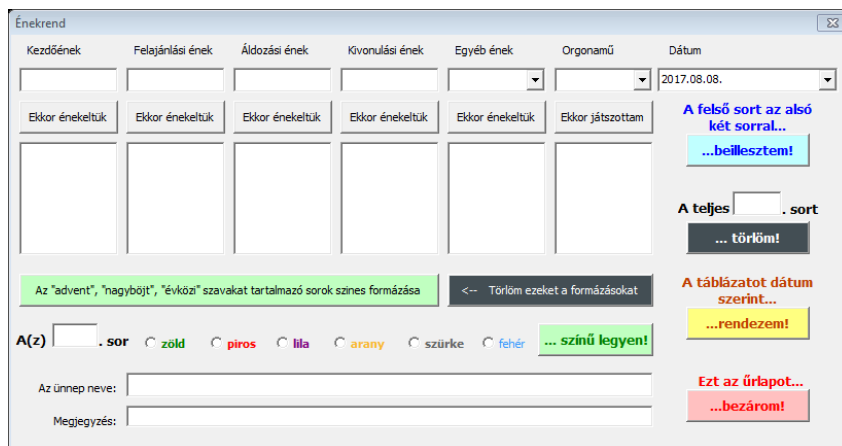 Énekrend
Kezdőének Felajánlási ének Áldozási ének Kivonulási ének Egyéb ének Orgonamű Dátum
2017.08.08.
Ekkor énekeltük Ekkor énekeltük Ekkor énekeltük Ekkor énekeltük Ekkor énekeltük Ekkor játszottam
A felső sort az alsó
két sorral...
...beillesztem!
A teljes . sort
... törlöm!
Az "advent", "nagyböjt", "évközi" szavakat tartalmazó sorok szines formázása
<-- Törlöm ezeket a formázásokat
A táblázatot dátum
szerint...
...rendezem!
A(z) . sor zöld piros lila arany szürke fehér ... színű legyen!
Az ünnep neve:
Megjegyzés:
Ezt az űrlapot...
...bezárom!